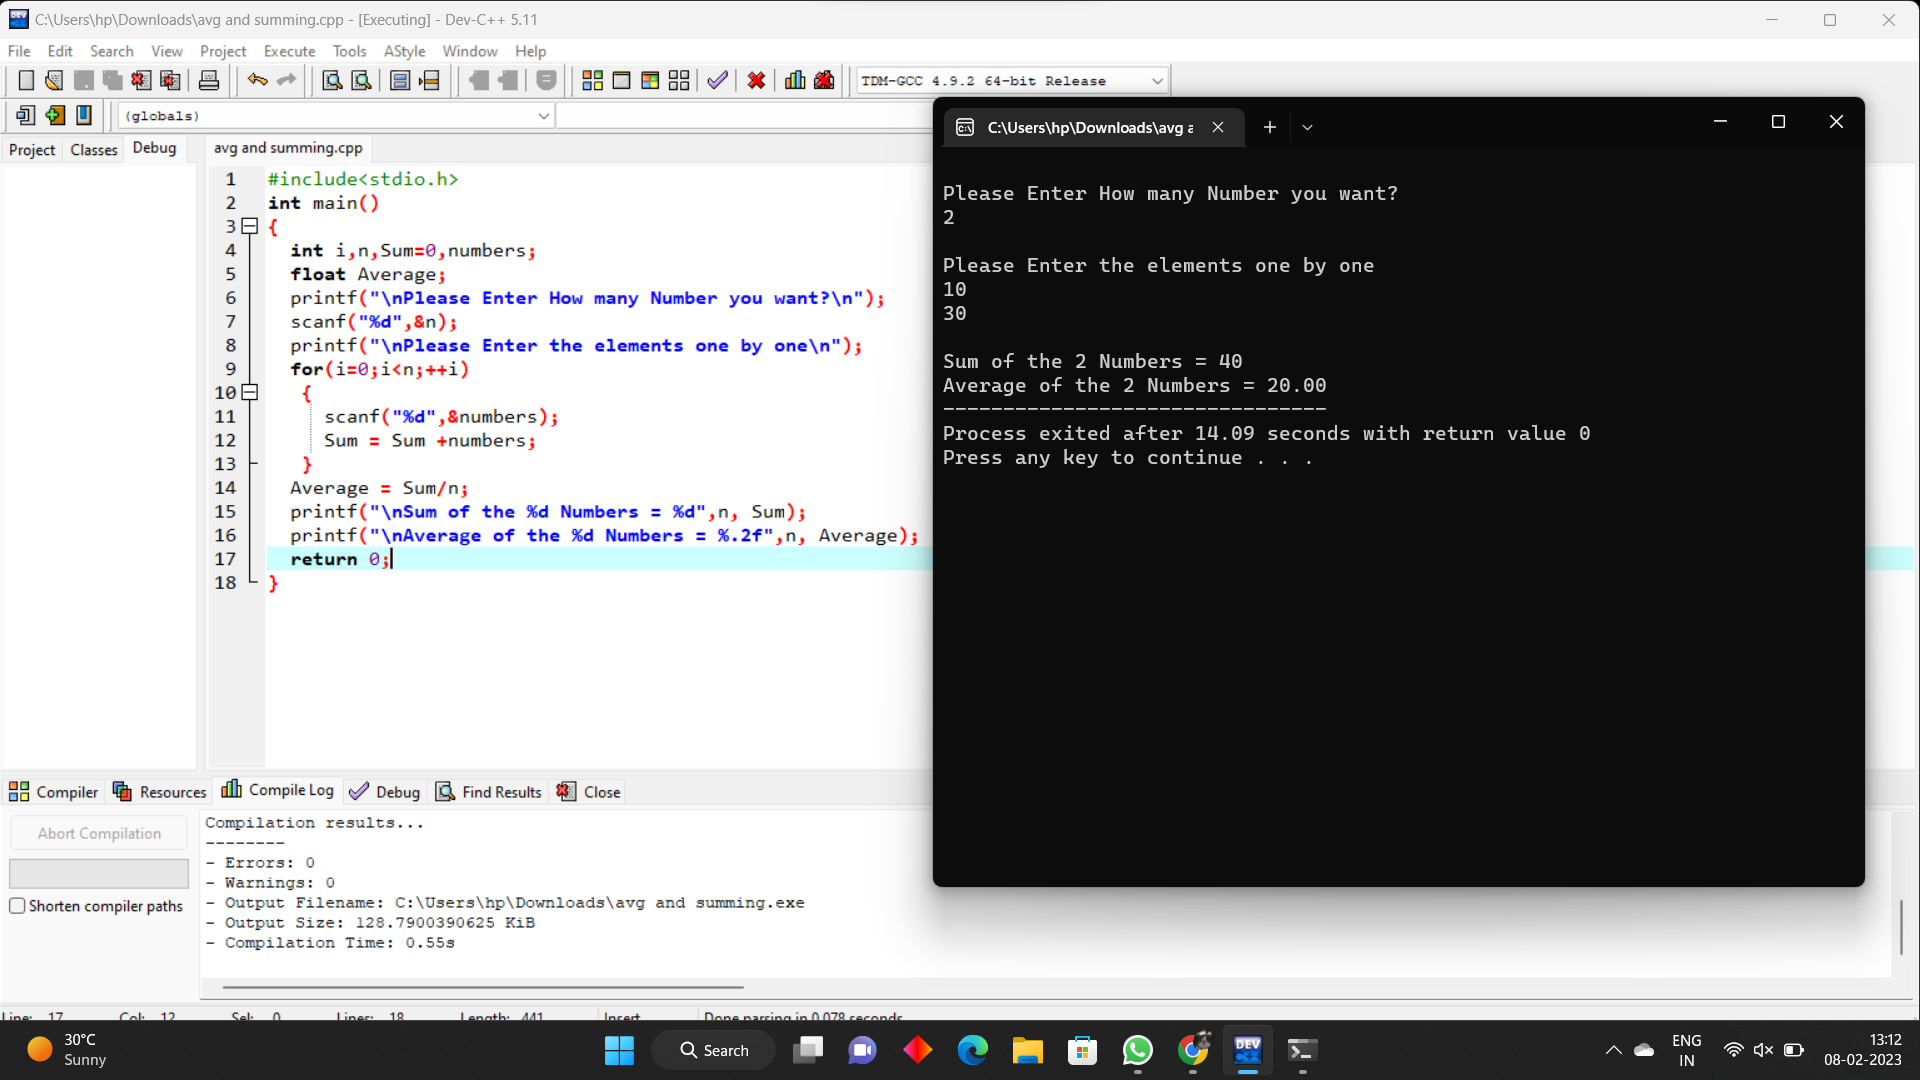 C:\Users\hp\Downloads\avg and summing.cpp - [Executing] - Dev-C++ 5.11
File Edit Search View Project Execute Tools AStyle Window Help
TDM-GCC 4.9.2 64-bit Release
(globals)
Project Classes Debug
avg and summing.cpp
1 #include<stdio.h>
2 int main()
3 {
4 int i,n,Sum=0,numbers;
5 float Average;
6 printf("\nPlease Enter How many Number you want?\n");
7 scanf("%d",&n);
8 printf("\nPlease Enter the elements one by one\n");
9 for(i=0;i<n;++i)
10 {
11 scanf("%d",&numbers);
12 Sum = Sum +numbers;
13 }
14 Average = Sum/n;
15 printf("\nSum of the %d Numbers = %d",n, Sum);
16 printf("\nAverage of the %d Numbers = %.2f",n, Average);
17 return 0;
18 }
C:\Users\hp\Downloads\avg a
Please Enter How many Number you want?
2
Please Enter the elements one by one
10
30
Sum of the 2 Numbers = 40
Average of the 2 Numbers = 20.00
--------------------------------
Process exited after 14.09 seconds with return value 0
Press any key to continue . . .
Compiler Resources Compile Log Debug Find Results Close
Abort Compilation
Shorten compiler paths
Compilation results...
--------
- Errors: 0
- Warnings: 0
- Output Filename: C:\Users\hp\Downloads\avg and summing.exe
- Output Size: 128.7900390625 KiB
- Compilation Time: 0.55s
Line: 17 Col: 12 Sel: 0 Lines: 18 Length: 441 Insert Done parsing in 0.078 seconds
30°C
Sunny
Search
DEV
C++
ENG
IN
13:12
08-02-2023